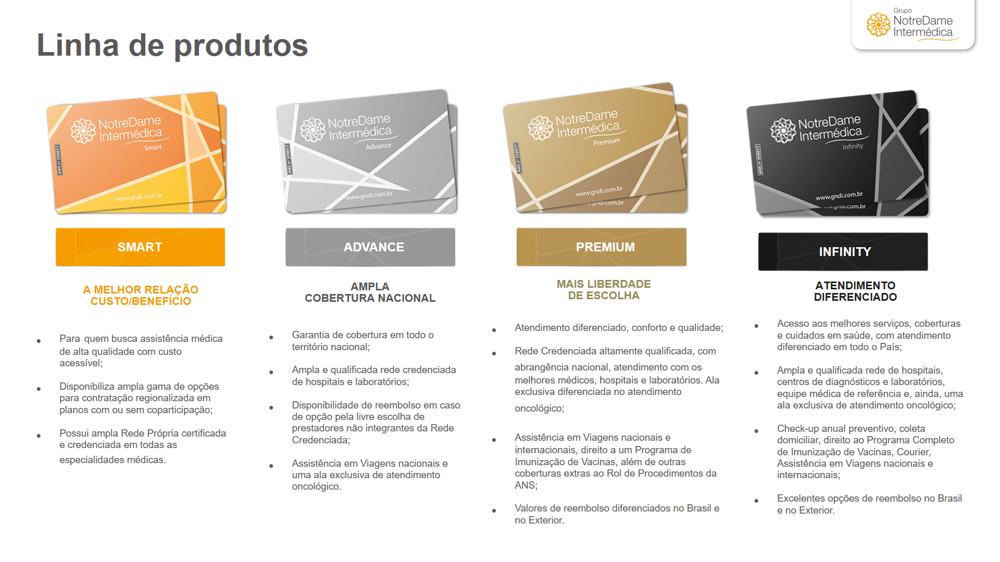 Grupo
NotreDame
Intermédica
Linha de produtos
NotreDame
Intermédica
Smart
ANS nº 359017
www.gndi.com.br
NotreDame
Intermédica
Advance
ANS nº 359017
www.gndi.com.br
NotreDame
Intermédica
Premium
ANS nº 359017
www.gndi.com.br
www.gndi.com.br
NotreDame
Intermédica
Infinity
ANS nº 359017
www.gndi.com.br
www.gndi.com.br
SMART
A MELHOR RELAÇÃO
CUSTO/BENEFÍCIO
• Para quem busca assistência médica
de alta qualidade com custo
acessível;
• Disponibiliza ampla gama de opções
para contratação regionalizada em
planos com ou sem coparticipação;
• Possui ampla Rede Própria certificada
e credenciada em todas as
especialidades médicas.
ADVANCE
AMPLA
COBERTURA NACIONAL
• Garantia de cobertura em todo o
território nacional;
• Ampla e qualificada rede credenciada
de hospitais e laboratórios;
• Disponibilidade de reembolso em caso
de opção pela livre escolha de
prestadores não integrantes da Rede
Credenciada;
• Assistência em Viagens nacionais e
uma ala exclusiva de atendimento
oncológico.
PREMIUM
MAIS LIBERDADE
DE ESCOLHA
• Atendimento diferenciado, conforto e qualidade;
• Rede Credenciada altamente qualificada, com
abrangência nacional, atendimento com os
melhores médicos, hospitais e laboratórios. Ala
exclusiva diferenciada no atendimento
oncológico;
• Assistência em Viagens nacionais e
internacionais, direito a um Programa de
Imunização de Vacinas, além de outras
coberturas extras ao Rol de Procedimentos da
ANS;
• Valores de reembolso diferenciados no Brasil e
no Exterior.
INFINITY
ATENDIMENTO
DIFERENCIADO
• Acesso aos melhores serviços, coberturas
e cuidados em saúde, com atendimento
diferenciado em todo o País;
• Ampla e qualificada rede de hospitais,
centros de diagnósticos e laboratórios,
equipe médica de referência e, ainda, uma
ala exclusiva de atendimento oncológico;
• Check-up anual preventivo, coleta
domiciliar, direito ao Programa Completo
de Imunização de Vacinas, Courier,
Assistência em Viagens nacionais e
internacionais;
• Excelentes opções de reembolso no Brasil
e no Exterior.